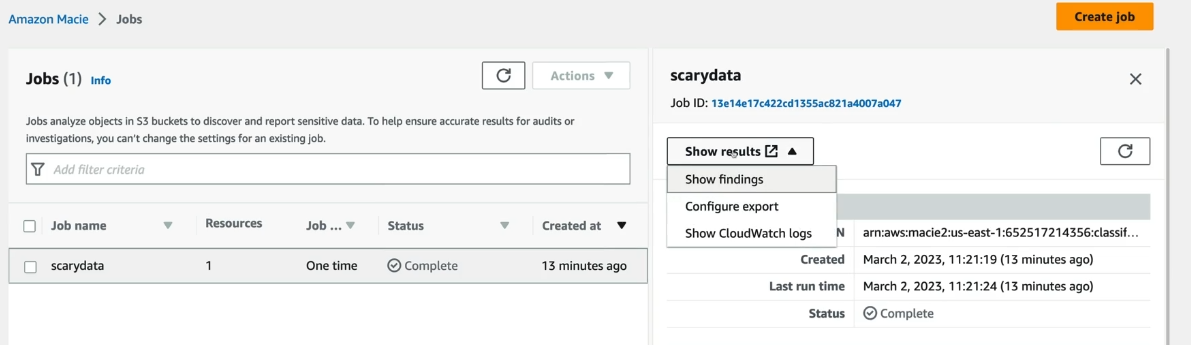 Amazon Macie > Jobs
Create job
Jobs (1) Info
Actions
Jobs analyze objects in S3 buckets to discover and report sensitive data. To help ensure accurate results for audits or
investigations, you can't change the settings for an existing job.
Add filter criteria
Job name Resources Job ... Status Created at
scarydata 1 One time Complete 13 minutes ago
scarydata
Job ID: 13e14e17c422cd1355ac821a4007a047
Show results
Show findings
Configure export
Show CloudWatch logs
N arn:aws:macie2:us-east-1:652517214356:classif...
Created March 2, 2023, 11:21:19 (13 minutes ago)
Last run time March 2, 2023, 11:21:24 (13 minutes ago)
Status Complete